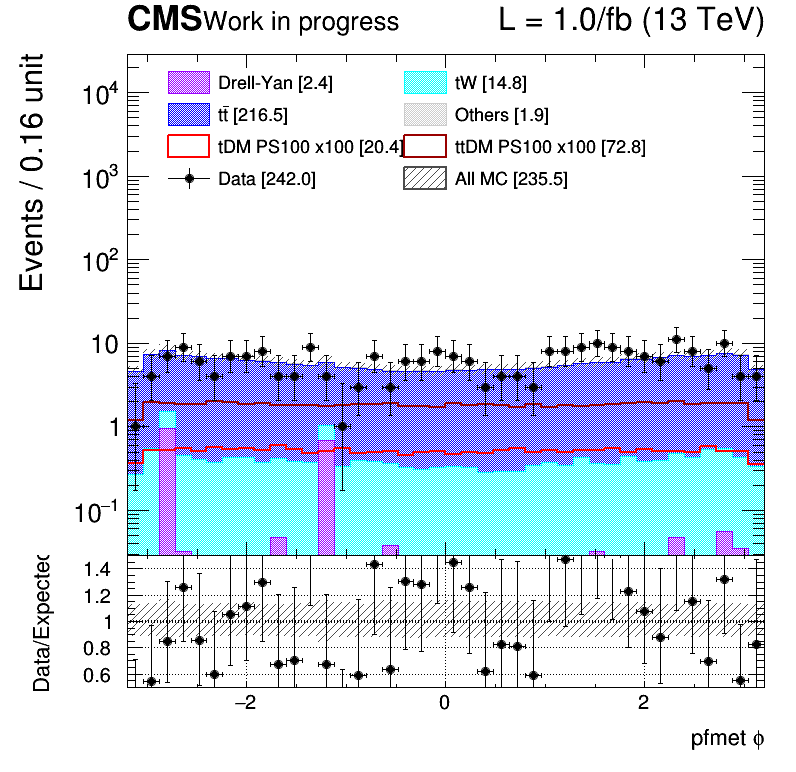 CMS Work in progress L = 1.0/fb (13 TeV)
Events / 0.16 unit
10⁴
10³
10²
10
1
10⁻¹
Drell-Yan [2.4] tW [14.8]
tt̄ [216.5] Others [1.9]
tDM PS100 x100 [20.4] ttDM PS100 x100 [72.8]
Data [242.0] All MC [235.5]
Data/Expected
1.4
1.2
1
0.8
0.6
−2 0 2
pfmet ϕ